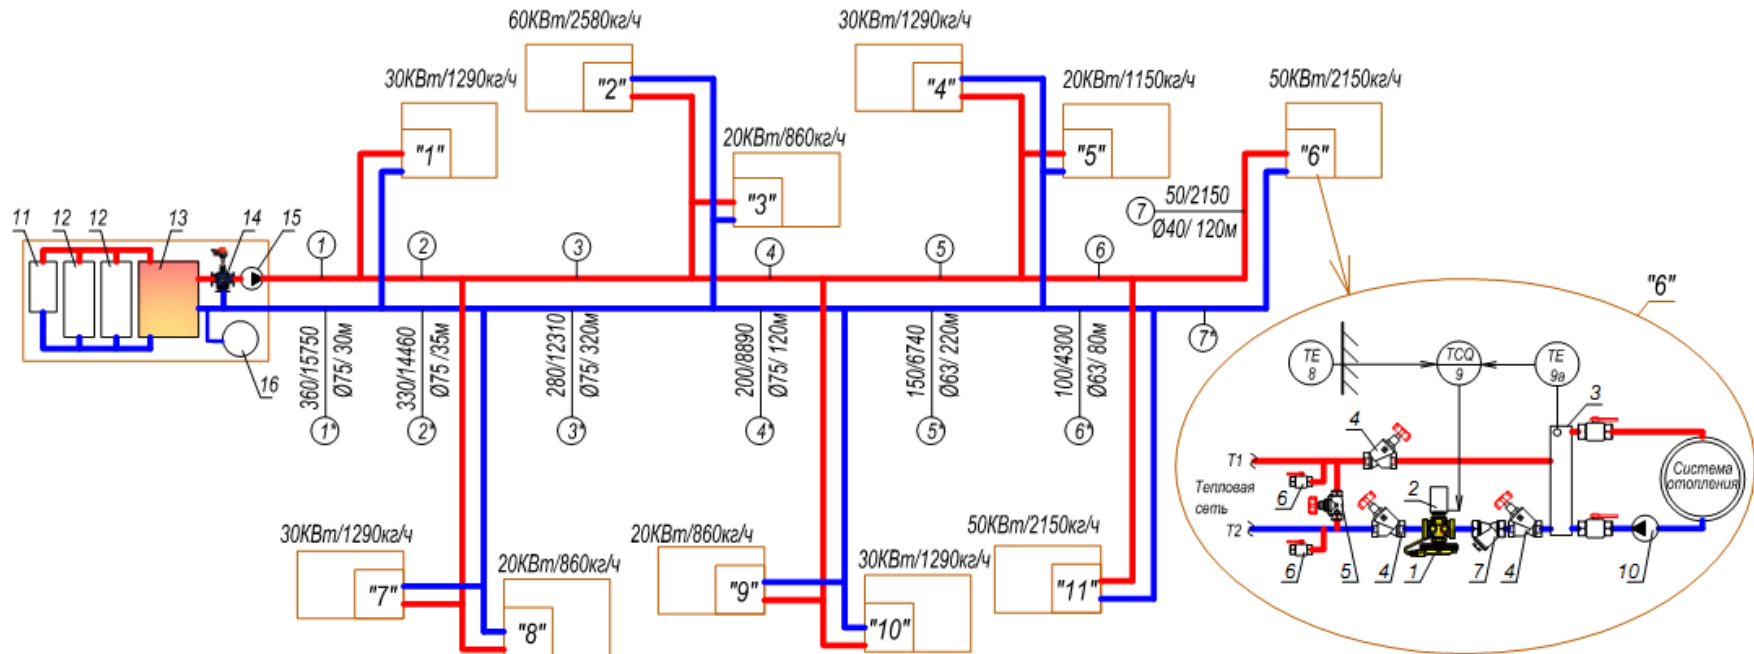 60КВт/2580кг/ч
30КВт/1290кг/ч
30КВт/1290кг/ч
20КВт/1150кг/ч
50КВт/2150кг/ч
"2"
"4"
20КВт/860кг/ч
"1"
"5"
"6"
"3"
7
50/2150
Ø40/ 120м
11
12
12
13
14
15
1
2
3
4
5
6
"6"
16
360/15750
Ø75/ 30м
330/14460
Ø75 /35м
280/12310
Ø75/ 320м
200/8890
Ø75/ 120м
150/6740
Ø63/ 220м
100/4300
Ø63/ 80м
7*
1*
2*
3*
4*
5*
6*
TE
8
TCQ
9
TE
9а
3
4
T1
Тепловая
сеть
T2
6
2
Система
отопления
6
5
4
1
7
4
10
30КВт/1290кг/ч
20КВт/860кг/ч
20КВт/860кг/ч
30КВт/1290кг/ч
50КВт/2150кг/ч
"7"
"8"
"9"
"10"
"11"